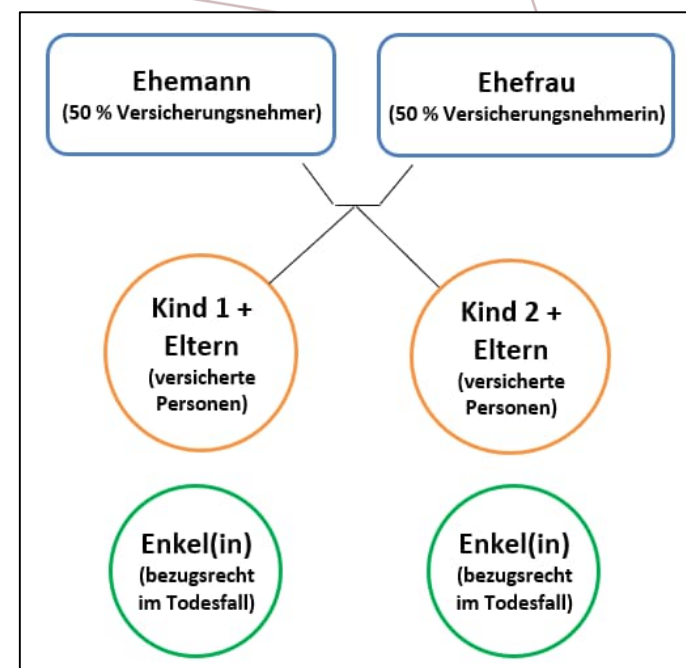 Ehemann
(50 % Versicherungsnehmer)
Ehefrau
(50 % Versicherungsnehmerin)
Kind 1 +
Eltern
(versicherte
Personen)
Kind 2 +
Eltern
(versicherte
Personen)
Enkel(in)
(bezugsrecht
im Todesfall)
Enkel(in)
(bezugsrecht
im Todesfall)